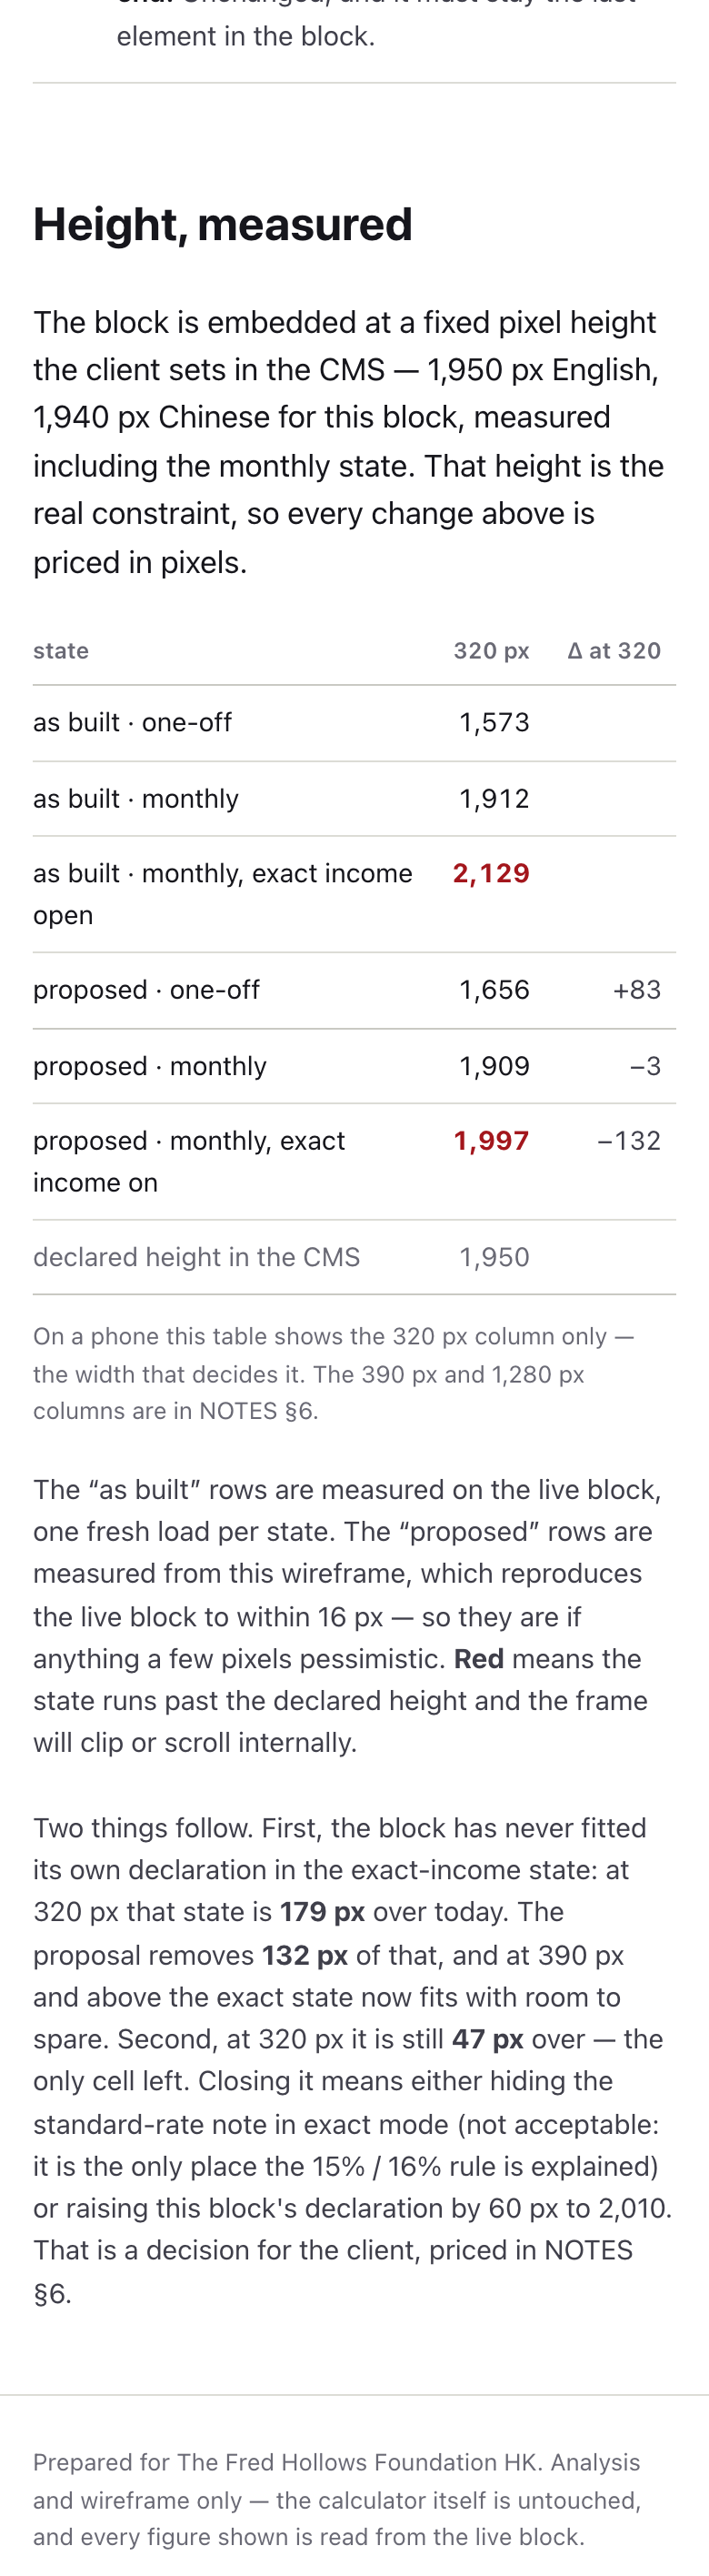 element in the block.
Height, measured
The block is embedded at a fixed pixel height
the client sets in the CMS — 1,950 px English,
1,940 px Chinese for this block, measured
including the monthly state. That height is the
real constraint, so every change above is
priced in pixels.
state 320 px Δ at 320
as built · one-off 1,573
as built · monthly 1,912
as built · monthly, exact income 2,129
open
proposed · one-off 1,656 +83
proposed · monthly 1,909 −3
proposed · monthly, exact 1,997 −132
income on
declared height in the CMS 1,950
On a phone this table shows the 320 px column only —
the width that decides it. The 390 px and 1,280 px
columns are in NOTES §6.
The “as built” rows are measured on the live block,
one fresh load per state. The “proposed” rows are
measured from this wireframe, which reproduces
the live block to within 16 px — so they are if
anything a few pixels pessimistic. Red means the
state runs past the declared height and the frame
will clip or scroll internally.
Two things follow. First, the block has never fitted
its own declaration in the exact-income state: at
320 px that state is 179 px over today. The
proposal removes 132 px of that, and at 390 px
and above the exact state now fits with room to
spare. Second, at 320 px it is still 47 px over — the
only cell left. Closing it means either hiding the
standard-rate note in exact mode (not acceptable:
it is the only place the 15% / 16% rule is explained)
or raising this block's declaration by 60 px to 2,010.
That is a decision for the client, priced in NOTES
§6.
Prepared for The Fred Hollows Foundation HK. Analysis
and wireframe only — the calculator itself is untouched,
and every figure shown is read from the live block.